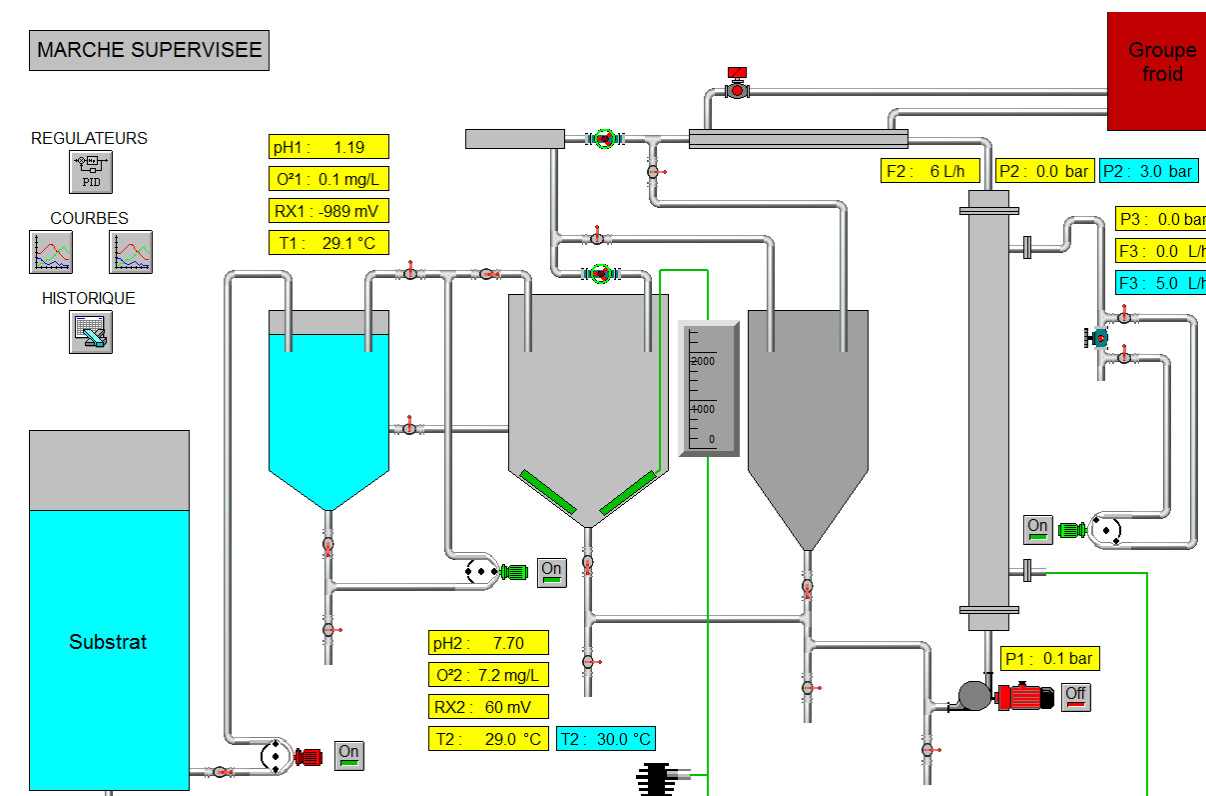 MARCHE SUPERVISEE
Groupe
froid
REGULATEURS
PID
COURBES
HISTORIQUE
pH1 : 1.19
O²1 : 0.1 mg/L
RX1 : -989 mV
T1 : 29.1 °C
F2 : 6 L/h
P2 : 0.0 bar
P2 : 3.0 bar
P3 : 0.0 bar
F3 : 0.0 L/h
F3 : 5.0 L/h
2000
1000
0
On
On
Substrat
pH2 : 7.70
O²2 : 7.2 mg/L
RX2 : 60 mV
T2 : 29.0 °C
T2 : 30.0 °C
P1 : 0.1 bar
Off
On